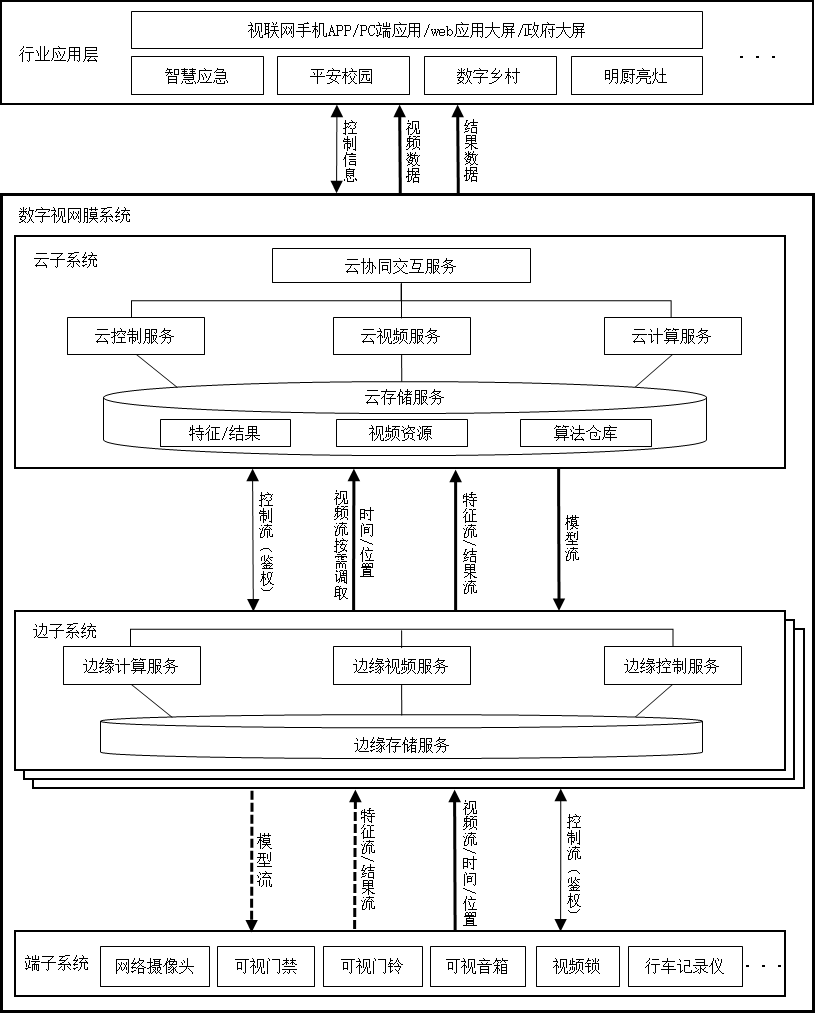 视联网手机APP/PC端应用/web应用大屏/政府大屏
行业应用层
智慧应急
平安校园
数字乡村
明厨亮灶
· · ·
控制信息
视频数据
结果数据
数字视网膜系统
云子系统
云协同交互服务
云控制服务
云视频服务
云计算服务
云存储服务
特征/结果
视频资源
算法仓库
控制流（鉴权）
视频流按需调取
时间/位置
特征流/结果流
模型流
边子系统
边缘计算服务
边缘视频服务
边缘控制服务
边缘存储服务
模型流
特征流/结果流
视频流/时间/位置
控制流（鉴权）
端子系统
网络摄像头
可视门禁
可视门铃
可视音箱
视频锁
行车记录仪
· · ·